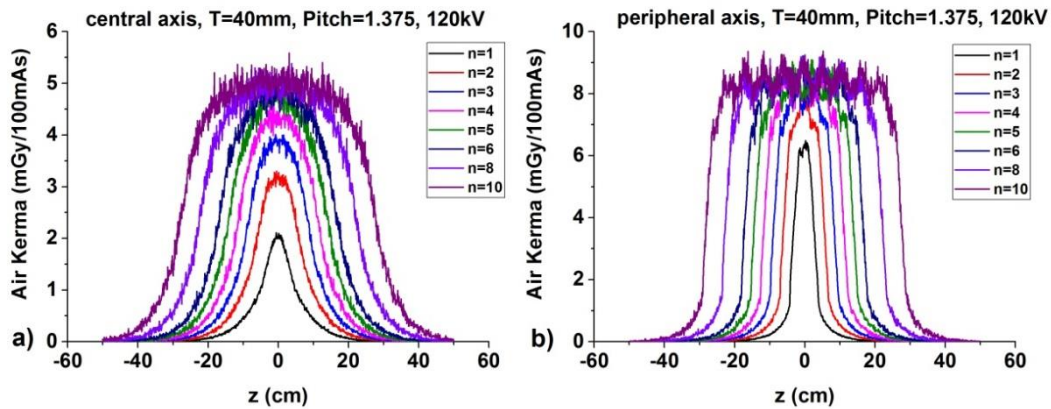 central axis, T=40mm, Pitch=1.375, 120kV
Air Kerma (mGy/100mAs)
6
5
4
3
2
1
0
n=1
n=2
n=3
n=4
n=5
n=6
n=8
n=10
a)
-60 -40 -20 0 20 40 60
z (cm)
peripheral axis, T=40mm, Pitch=1.375, 120kV
Air Kerma (mGy/100mAs)
10
8
6
4
2
0
n=1
n=2
n=3
n=4
n=5
n=6
n=8
n=10
b)
-60 -40 -20 0 20 40 60
z (cm)